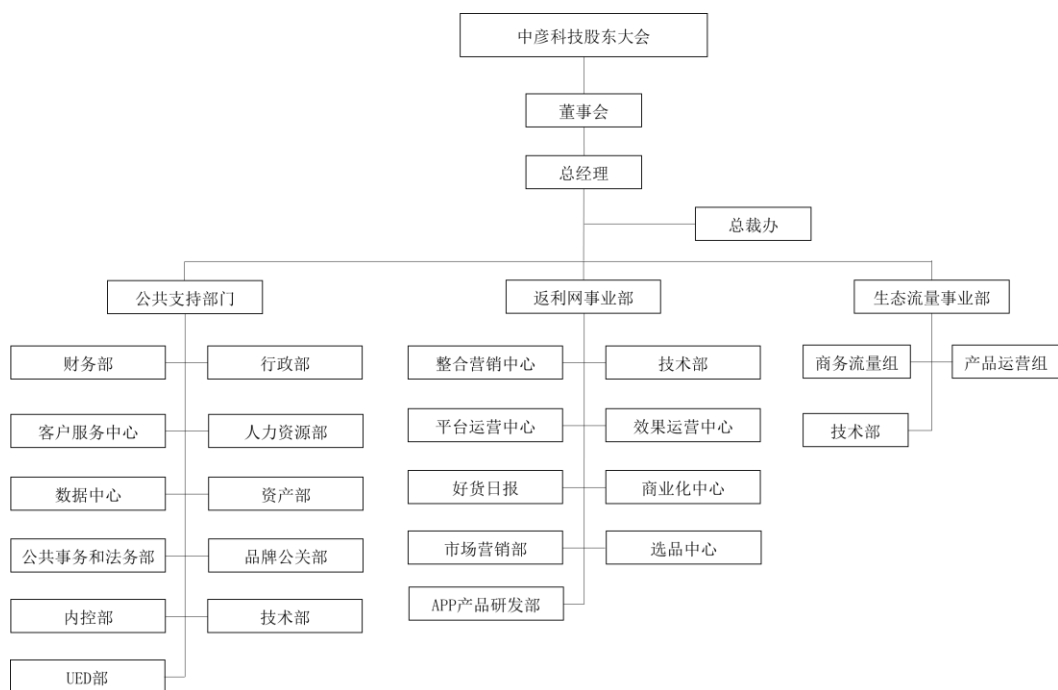 中彦科技股东大会
董事会
总经理
总裁办
公共支持部门
返利网事业部
生态流量事业部
财务部
行政部
整合营销中心
技术部
商务流量组
产品运营组
客户服务中心
人力资源部
平台运营中心
效果运营中心
技术部
数据中心
资产部
好货日报
商业化中心
公共事务和法务部
品牌公关部
市场营销部
选品中心
内控部
技术部
APP产品研发部
UED部